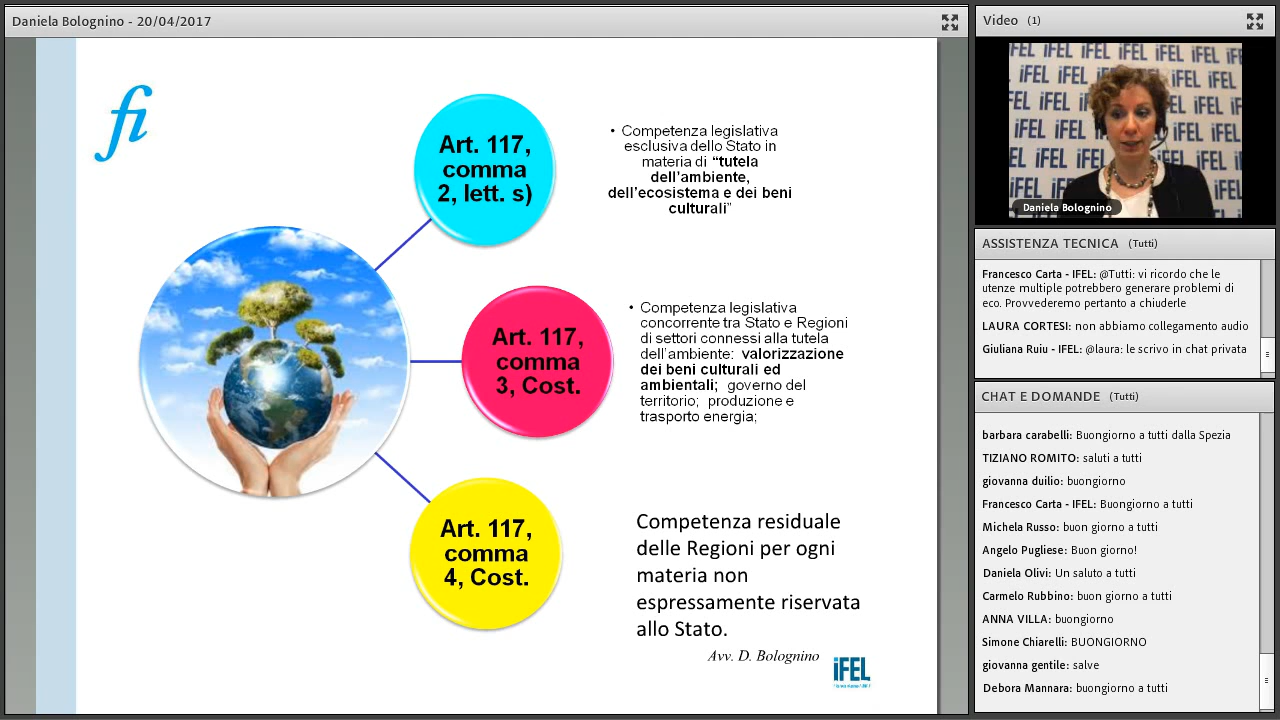 Daniela Bolognino - 20/04/2017
fi
Art. 117,
comma
2, lett. s)
• Competenza legislativa
esclusiva dello Stato in
materia di “tutela
dell’ambiente,
dell’ecosistema e dei beni
culturali”
Art. 117,
comma
3, Cost.
• Competenza legislativa
concorrente tra Stato e Regioni
di settori connessi alla tutela
dell’ambiente: valorizzazione
dei beni culturali ed
ambientali; governo del
territorio; produzione e
trasporto energia;
Art. 117,
comma
4, Cost.
Competenza residuale
delle Regioni per ogni
materia non
espressamente riservata
allo Stato.
Avv. D. Bolognino
iFEL
Video (1)
iFEL
Daniela Bolognino
ASSISTENZA TECNICA (Tutti)
Francesco Carta - IFEL: @Tutti: vi ricordo che le
utenze multiple potrebbero generare problemi di
eco. Provvederemo pertanto a chiuderle
LAURA CORTESI: non abbiamo collegamento audio
Giuliana Ruiu - IFEL: @laura: le scrivo in chat privata
CHAT E DOMANDE (Tutti)
barbara carabelli: Buongiorno a tutti dalla Spezia
TIZIANO ROMITO: saluti a tutti
giovanna duilio: buongiorno
Francesco Carta - IFEL: Buongiorno a tutti
Michela Russo: buon giorno a tutti
Angelo Pugliese: Buon giorno!
Daniela Olivi: Un saluto a tutti
Carmelo Rubbino: buon giorno a tutti
ANNA VILLA: buongiorno
Simone Chiarelli: BUONGIORNO
giovanna gentile: salve
Debora Mannara: buongiorno a tutti